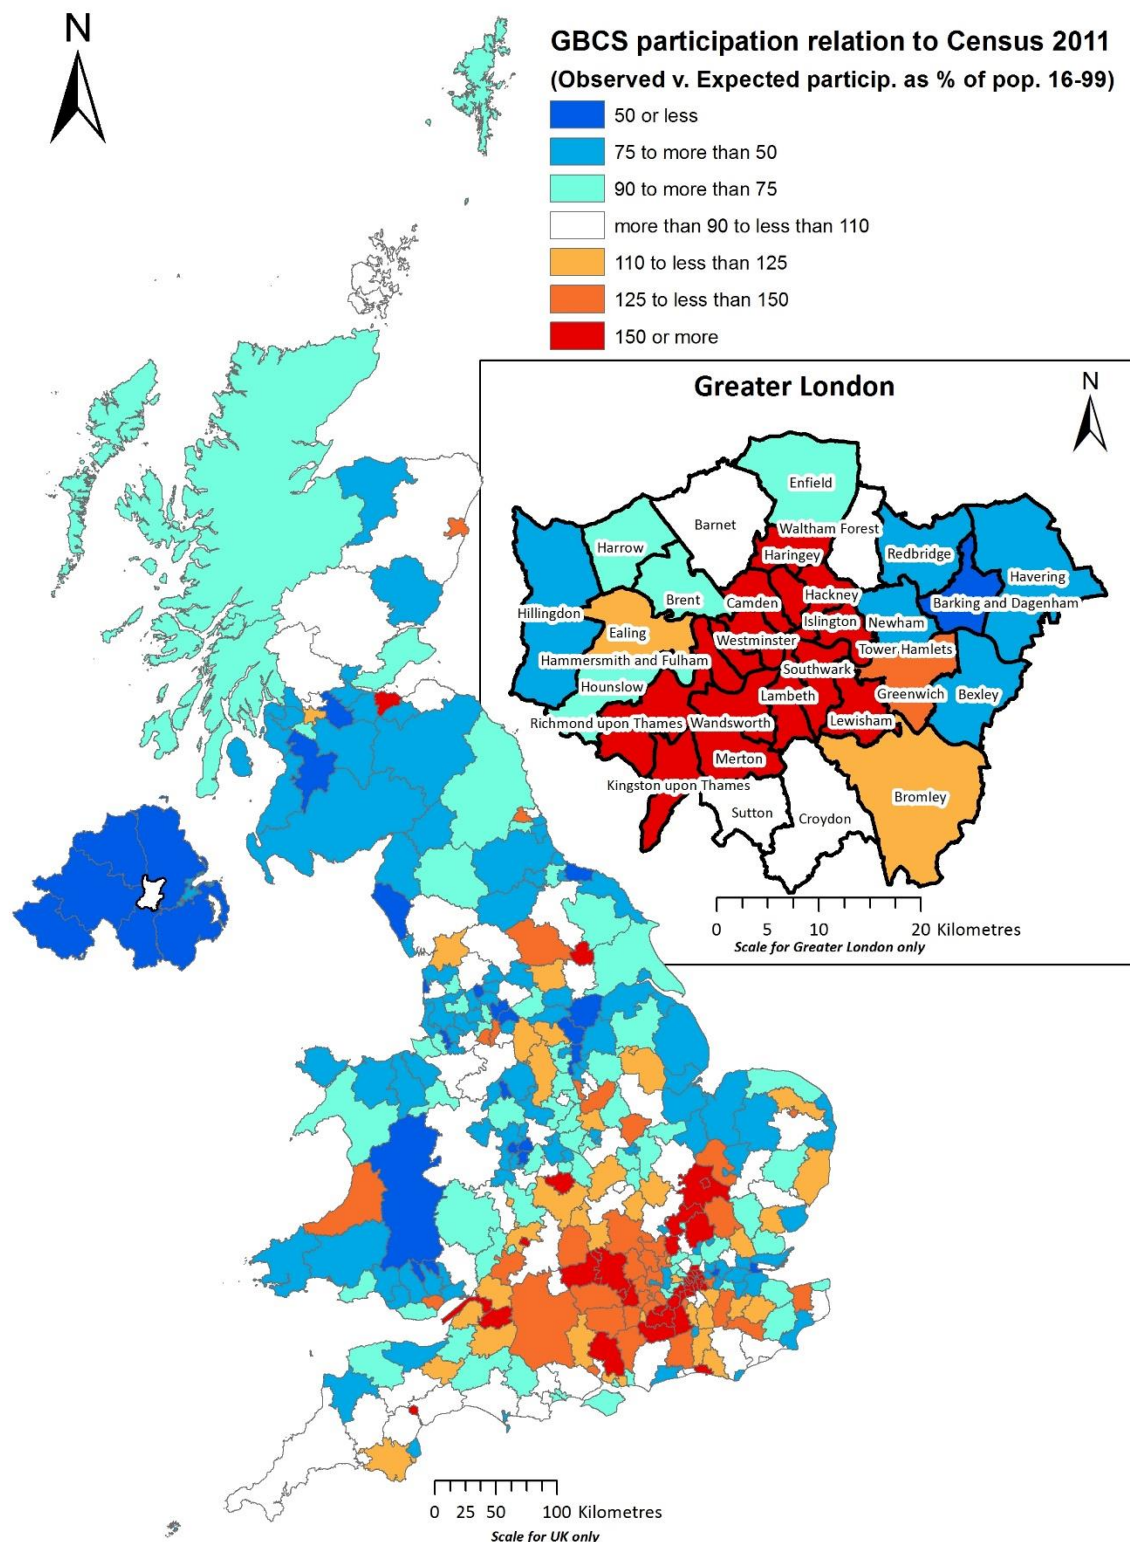 N
GBCS participation relation to Census 2011
(Observed v. Expected particip. as % of pop. 16-99)
50 or less
75 to more than 50
90 to more than 75
more than 90 to less than 110
110 to less than 125
125 to less than 150
150 or more
Greater London
N
Enfield
Barnet
Waltham Forest
Harrow
Haringey
Redbridge
Havering
Brent
Camden
Hackney
Hillingdon
Barking and Dagenham
Islington
Newham
Ealing
Westminster
Tower Hamlets
Hammersmith and Fulham
Southwark
Hounslow
Lambeth
Greenwich
Bexley
Richmond upon Thames
Wandsworth
Lewisham
Merton
Kingston upon Thames
Bromley
Sutton
Croydon
0 5 10 20 Kilometres
Scale for Greater London only
0 25 50 100 Kilometres
Scale for UK only